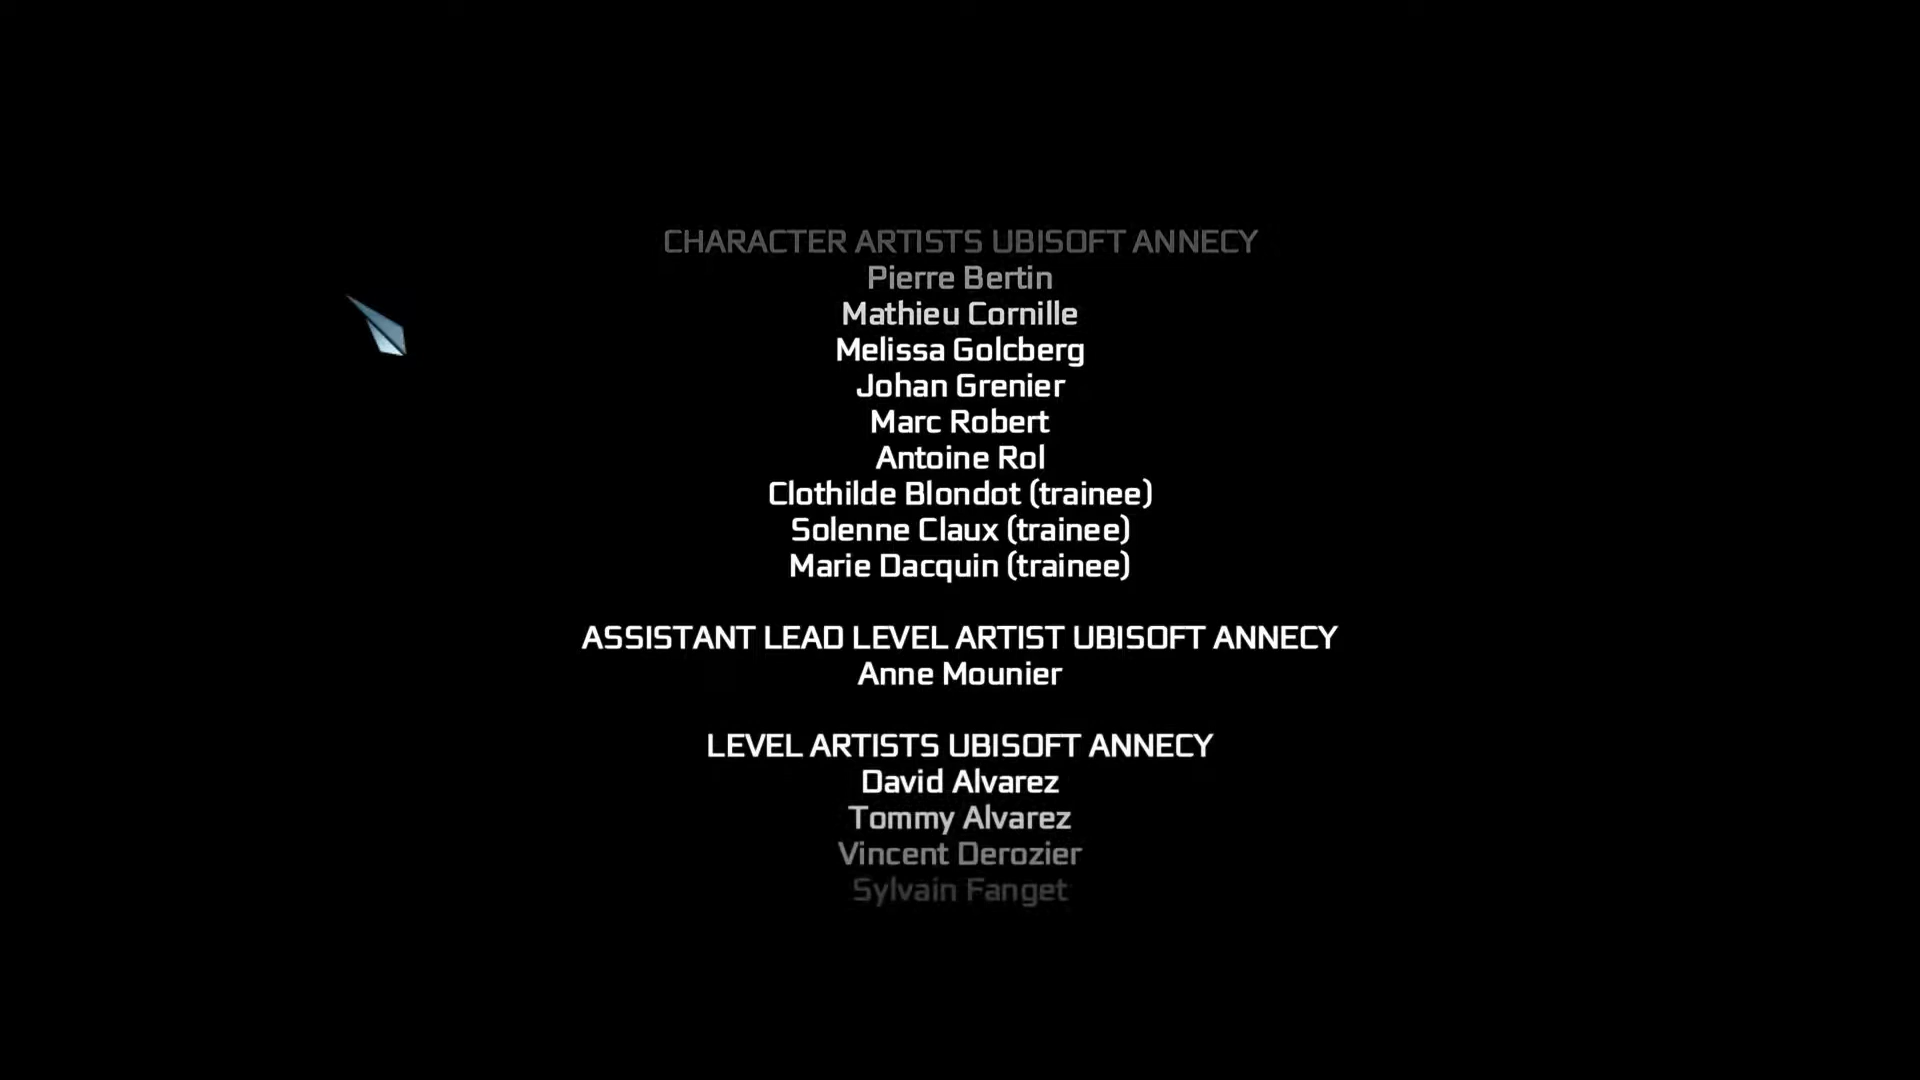 CHARACTER ARTISTS UBISOFT ANNECY
Pierre Bertin
Mathieu Cornille
Melissa Golcberg
Johan Grenier
Marc Robert
Antoine Rol
Clothilde Blondot (trainee)
Solenne Claux (trainee)
Marie Dacquin (trainee)
ASSISTANT LEAD LEVEL ARTIST UBISOFT ANNECY
Anne Mounier
LEVEL ARTISTS UBISOFT ANNECY
David Alvarez
Tommy Alvarez
Vincent Derozier
Sylvain Fanget